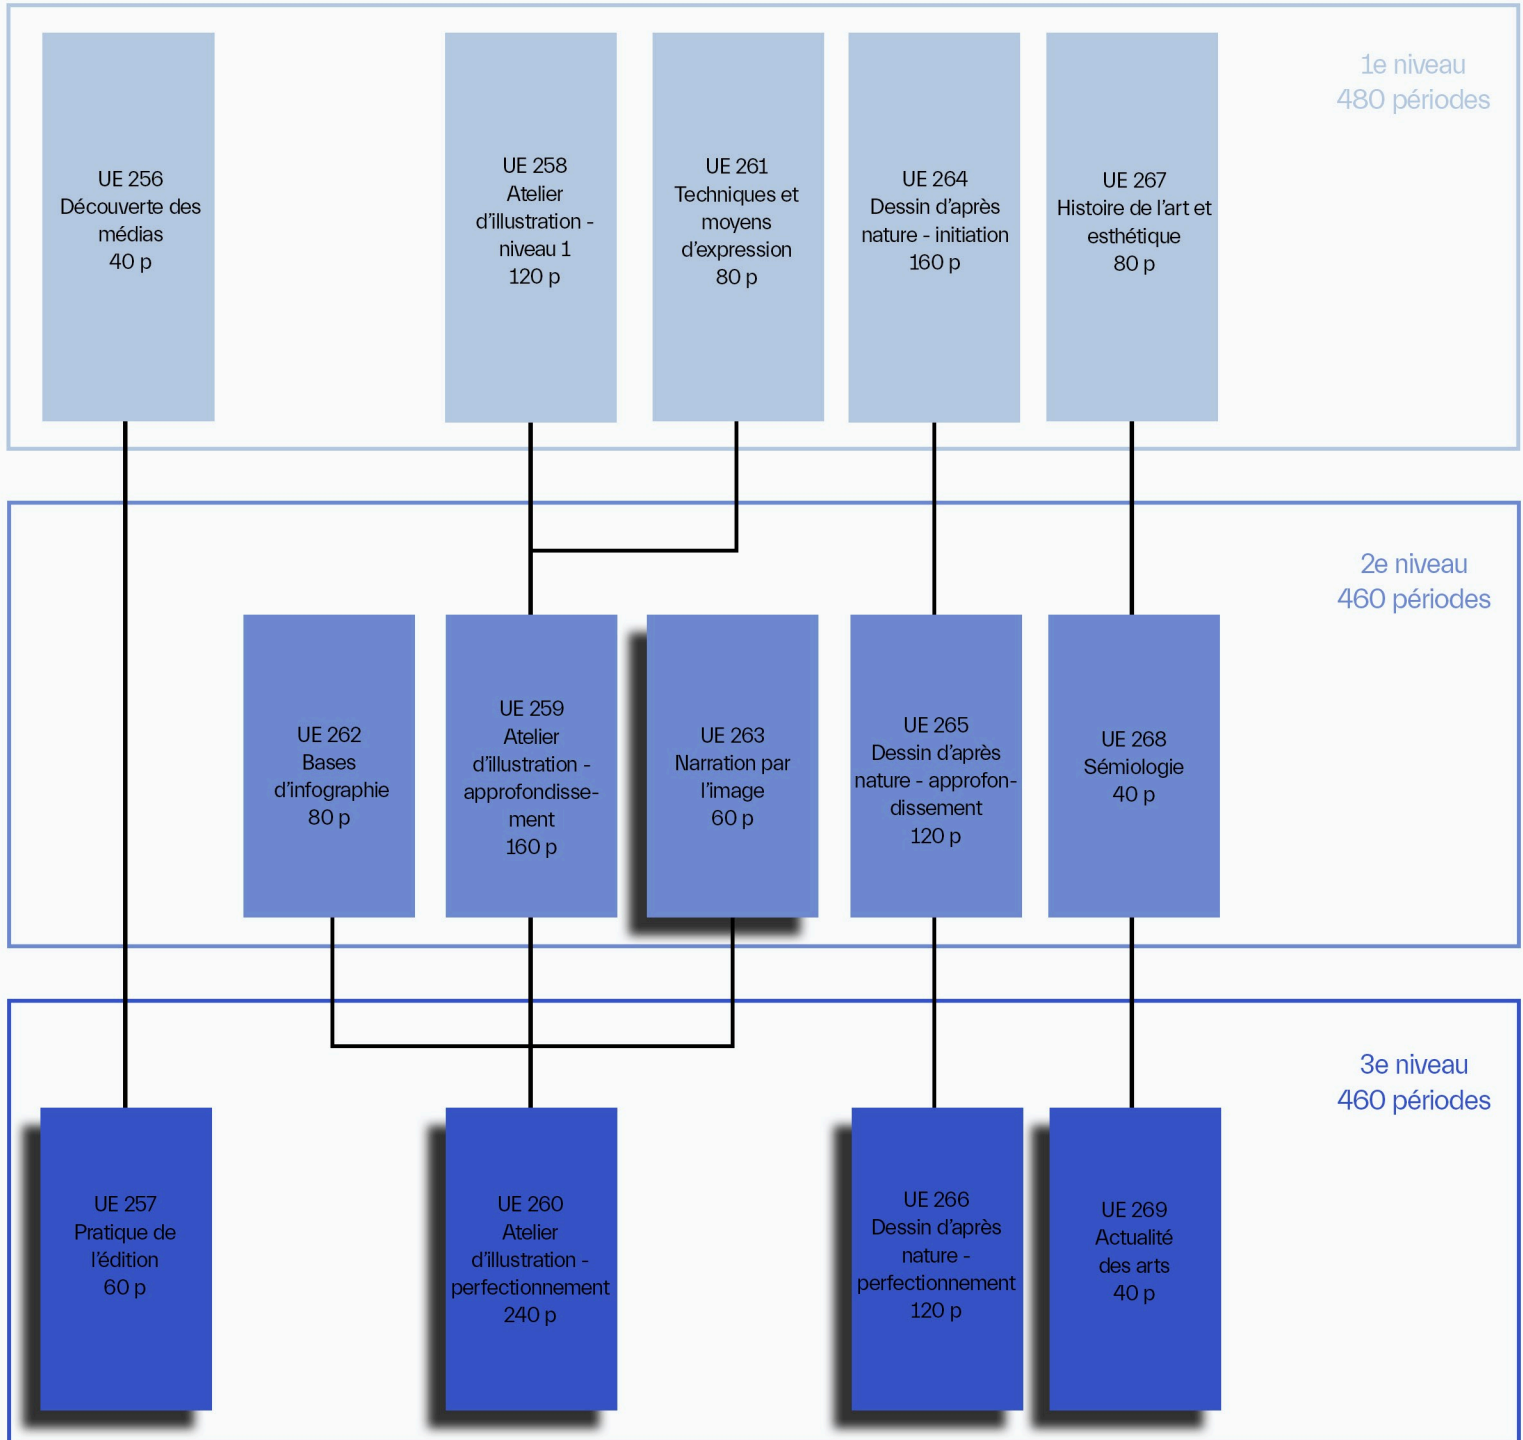 1e niveau
480 périodes
UE 256
Découverte des
médias
40 p
UE 258
Atelier
d’illustration -
niveau 1
120 p
UE 261
Techniques et
moyens
d’expression
80 p
UE 264
Dessin d’après
nature - initiation
160 p
UE 267
Histoire de l’art et
esthétique
80 p
2e niveau
460 périodes
UE 262
Bases
d’infographie
80 p
UE 259
Atelier
d’illustration -
approfondisse-
ment
160 p
UE 263
Narration par
l’image
60 p
UE 265
Dessin d’après
nature - approfon-
dissement
120 p
UE 268
Sémiologie
40 p
3e niveau
460 périodes
UE 257
Pratique de
l’édition
60 p
UE 260
Atelier
d’illustration -
perfectionnement
240 p
UE 266
Dessin d’après
nature -
perfectionnement
120 p
UE 269
Actualité
des arts
40 p